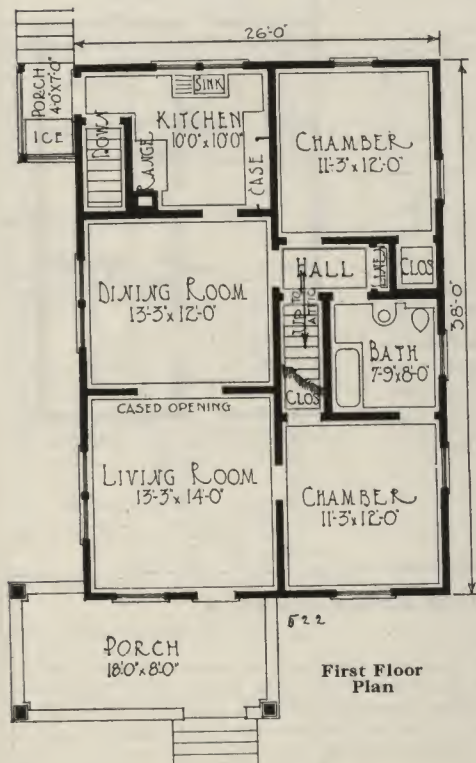 26'-0"
PORCH
4'-0"x7'-0"
ICE
DOWN
SINK
KITCHEN
10'-0"x10'-0"
RANGE
CASE
CHAMBER
11'-3"x12'-0"
HALL
LINEN
CLOS
38'-0"
DINING ROOM
13'-3"x12'-0"
UP TO
ATTIC
BATH
7'-9"x8'-0"
CLOS
CASED OPENING
LIVING ROOM
13'-3"x14'-0"
CHAMBER
11'-3"x12'-0"
522
PORCH
18'-0"x8'-0"
First Floor
Plan